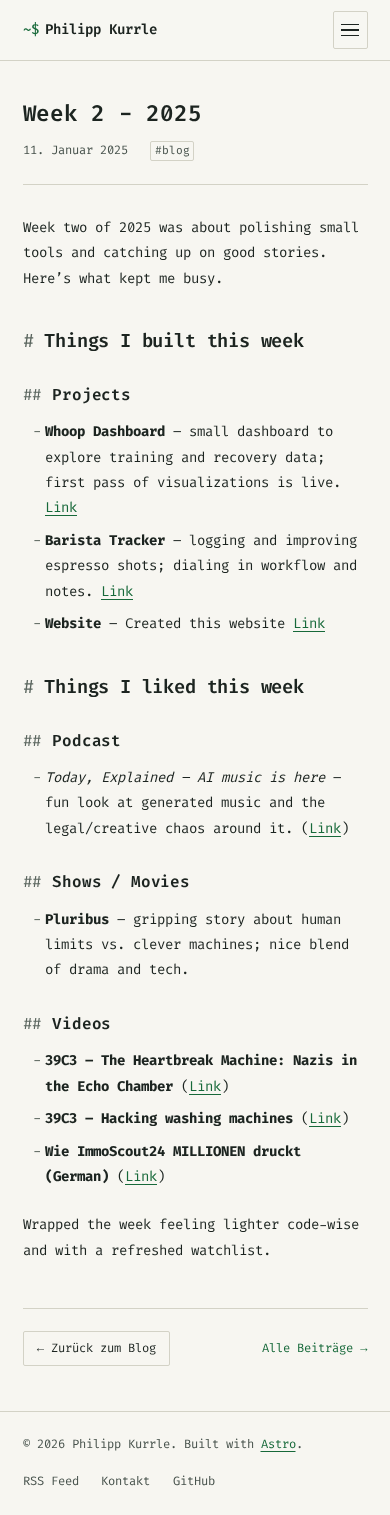 ~$ Philipp Kurrle
Week 2 - 2025
11. Januar 2025 #blog
Week two of 2025 was about polishing small
tools and catching up on good stories.
Here’s what kept me busy.
# Things I built this week
## Projects
– Whoop Dashboard — small dashboard to
explore training and recovery data;
first pass of visualizations is live.
Link
– Barista Tracker — logging and improving
espresso shots; dialing in workflow and
notes. Link
– Website — Created this website Link
# Things I liked this week
## Podcast
– Today, Explained — AI music is here —
fun look at generated music and the
legal/creative chaos around it. (Link)
## Shows / Movies
– Pluribus — gripping story about human
limits vs. clever machines; nice blend
of drama and tech.
## Videos
– 39C3 — The Heartbreak Machine: Nazis in
the Echo Chamber (Link)
– 39C3 — Hacking washing machines (Link)
– Wie ImmoScout24 MILLIONEN druckt
(German) (Link)
Wrapped the week feeling lighter code-wise
and with a refreshed watchlist.
← Zurück zum Blog Alle Beiträge →
© 2026 Philipp Kurrle. Built with Astro.
RSS Feed Kontakt GitHub